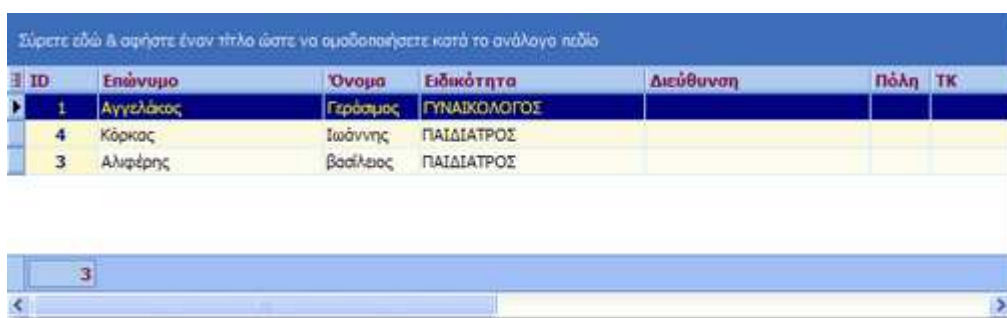 Σύρετε εδώ & αφήστε έναν τίτλο ώστε να ομαδοποιήσετε κατά το ανάλογο πεδίο
ID Επώνυμο Όνομα Ειδικότητα Διεύθυνση Πόλη ΤΚ
1 Αγγελάκος Γεράσιμος ΓΥΝΑΙΚΟΛΟΓΟΣ
4 Κόρκας Ιωάννης ΠΑΙΔΙΑΤΡΟΣ
3 Αλιφέρης βασίλειος ΠΑΙΔΙΑΤΡΟΣ
3